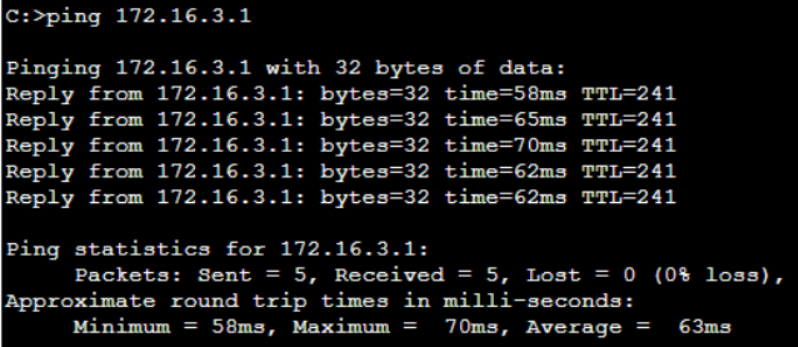 C:>ping 172.16.3.1
Pinging 172.16.3.1 with 32 bytes of data:
Reply from 172.16.3.1: bytes=32 time=58ms TTL=241
Reply from 172.16.3.1: bytes=32 time=65ms TTL=241
Reply from 172.16.3.1: bytes=32 time=70ms TTL=241
Reply from 172.16.3.1: bytes=32 time=62ms TTL=241
Reply from 172.16.3.1: bytes=32 time=62ms TTL=241
Ping statistics for 172.16.3.1:
Packets: Sent = 5, Received = 5, Lost = 0 (0% loss),
Approximate round trip times in milli-seconds:
Minimum = 58ms, Maximum =  70ms, Average =  63ms